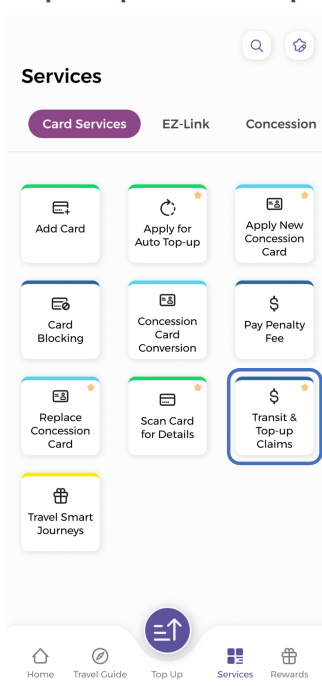 Services
Card Services
EZ-Link
Concession
Add Card
Apply for
Auto Top-up
Apply New
Concession
Card
Card
Blocking
Concession
Card
Conversion
Pay Penalty
Fee
Replace
Concession
Card
Scan Card
for Details
Transit &
Top-up
Claims
Travel Smart
Journeys
Home
Travel Guide
Top Up
Services
Rewards